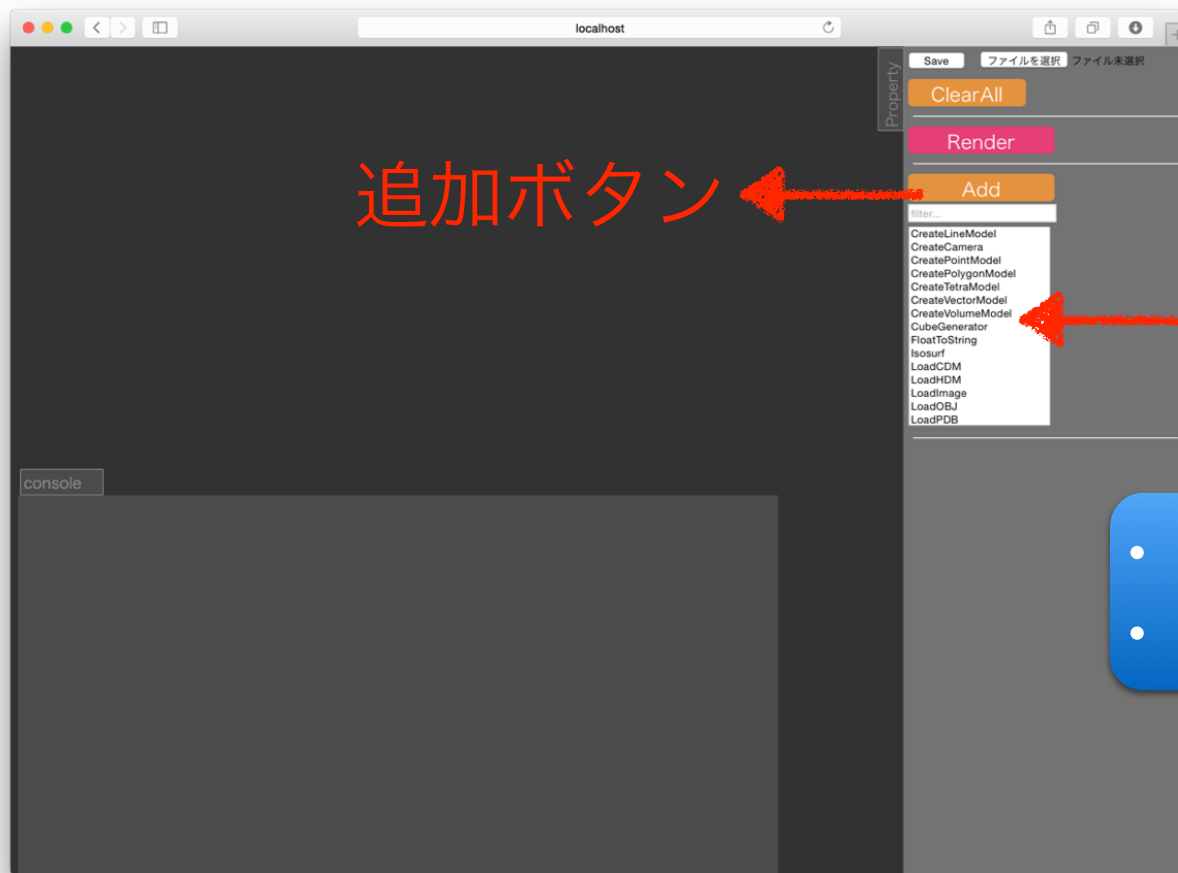 localhost
Property
Save
ファイルを選択 ファイル未選択
ClearAll
Render
追加ボタン
Add
filter...
CreateLineModel
CreateCamera
CreatePointModel
CreatePolygonModel
CreateTetraModel
CreateVectorModel
CreateVolumeModel
CubeGenerator
FloatToString
Isosurf
LoadCDM
LoadHDM
LoadImage
LoadOBJ
LoadPDB
console